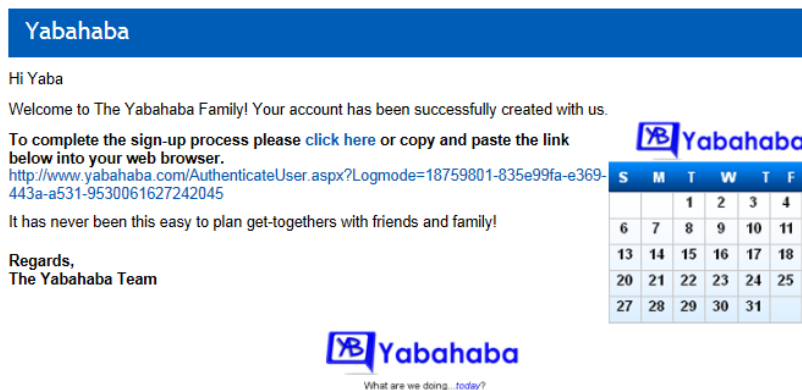 Yabahaba
Hi Yaba
Welcome to The Yabahaba Family! Your account has been successfully created with us.
To complete the sign-up process please click here or copy and paste the link
below into your web browser.
http://www.yabahaba.com/AuthenticateUser.aspx?Logmode=18759801-835e99fa-e369-
443a-a531-9530061627242045
It has never been this easy to plan get-togethers with friends and family!
Regards,
The Yabahaba Team
YB Yabahaba
S M T W T F
1 2 3 4
6 7 8 9 10 11
13 14 15 16 17 18
20 21 22 23 24 25
27 28 29 30 31
YB Yabahaba
What are we doing...today?